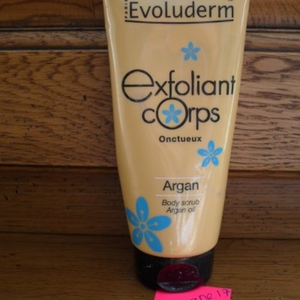 Evoluderm
exfoliant
corps
Onctueux
Argan
Body scrub
Argan oil